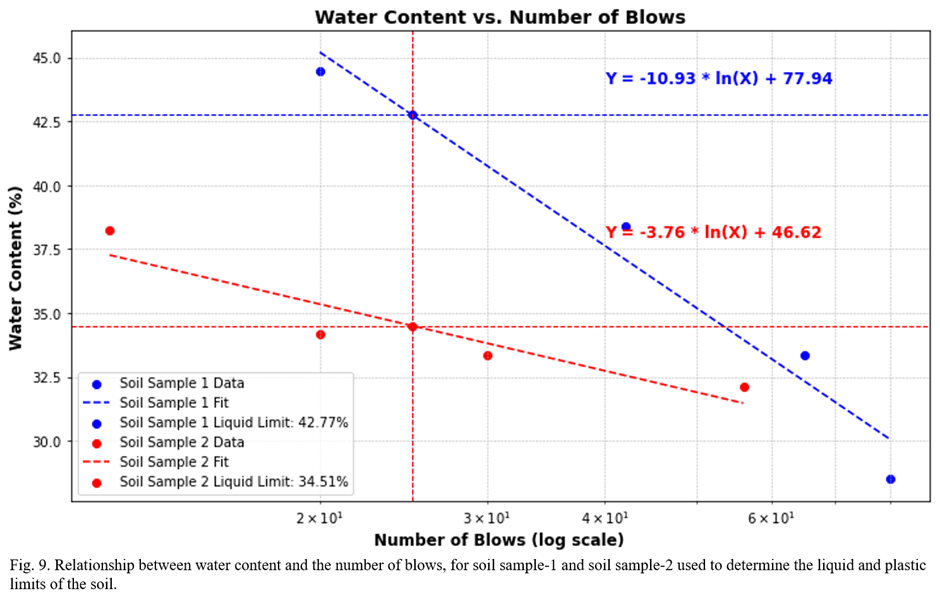 Water Content vs. Number of Blows
45.0
42.5
40.0
37.5
35.0
32.5
30.0
Water Content (%)
Y = -10.93 * ln(X) + 77.94
Y = -3.76 * ln(X) + 46.62
Soil Sample 1 Data
Soil Sample 1 Fit
Soil Sample 1 Liquid Limit: 42.77%
Soil Sample 2 Data
Soil Sample 2 Fit
Soil Sample 2 Liquid Limit: 34.51%
2 × 10¹ 3 × 10¹ 4 × 10¹ 6 × 10¹
Number of Blows (log scale)
Fig. 9. Relationship between water content and the number of blows, for soil sample-1 and soil sample-2 used to determine the liquid and plastic
limits of the soil.